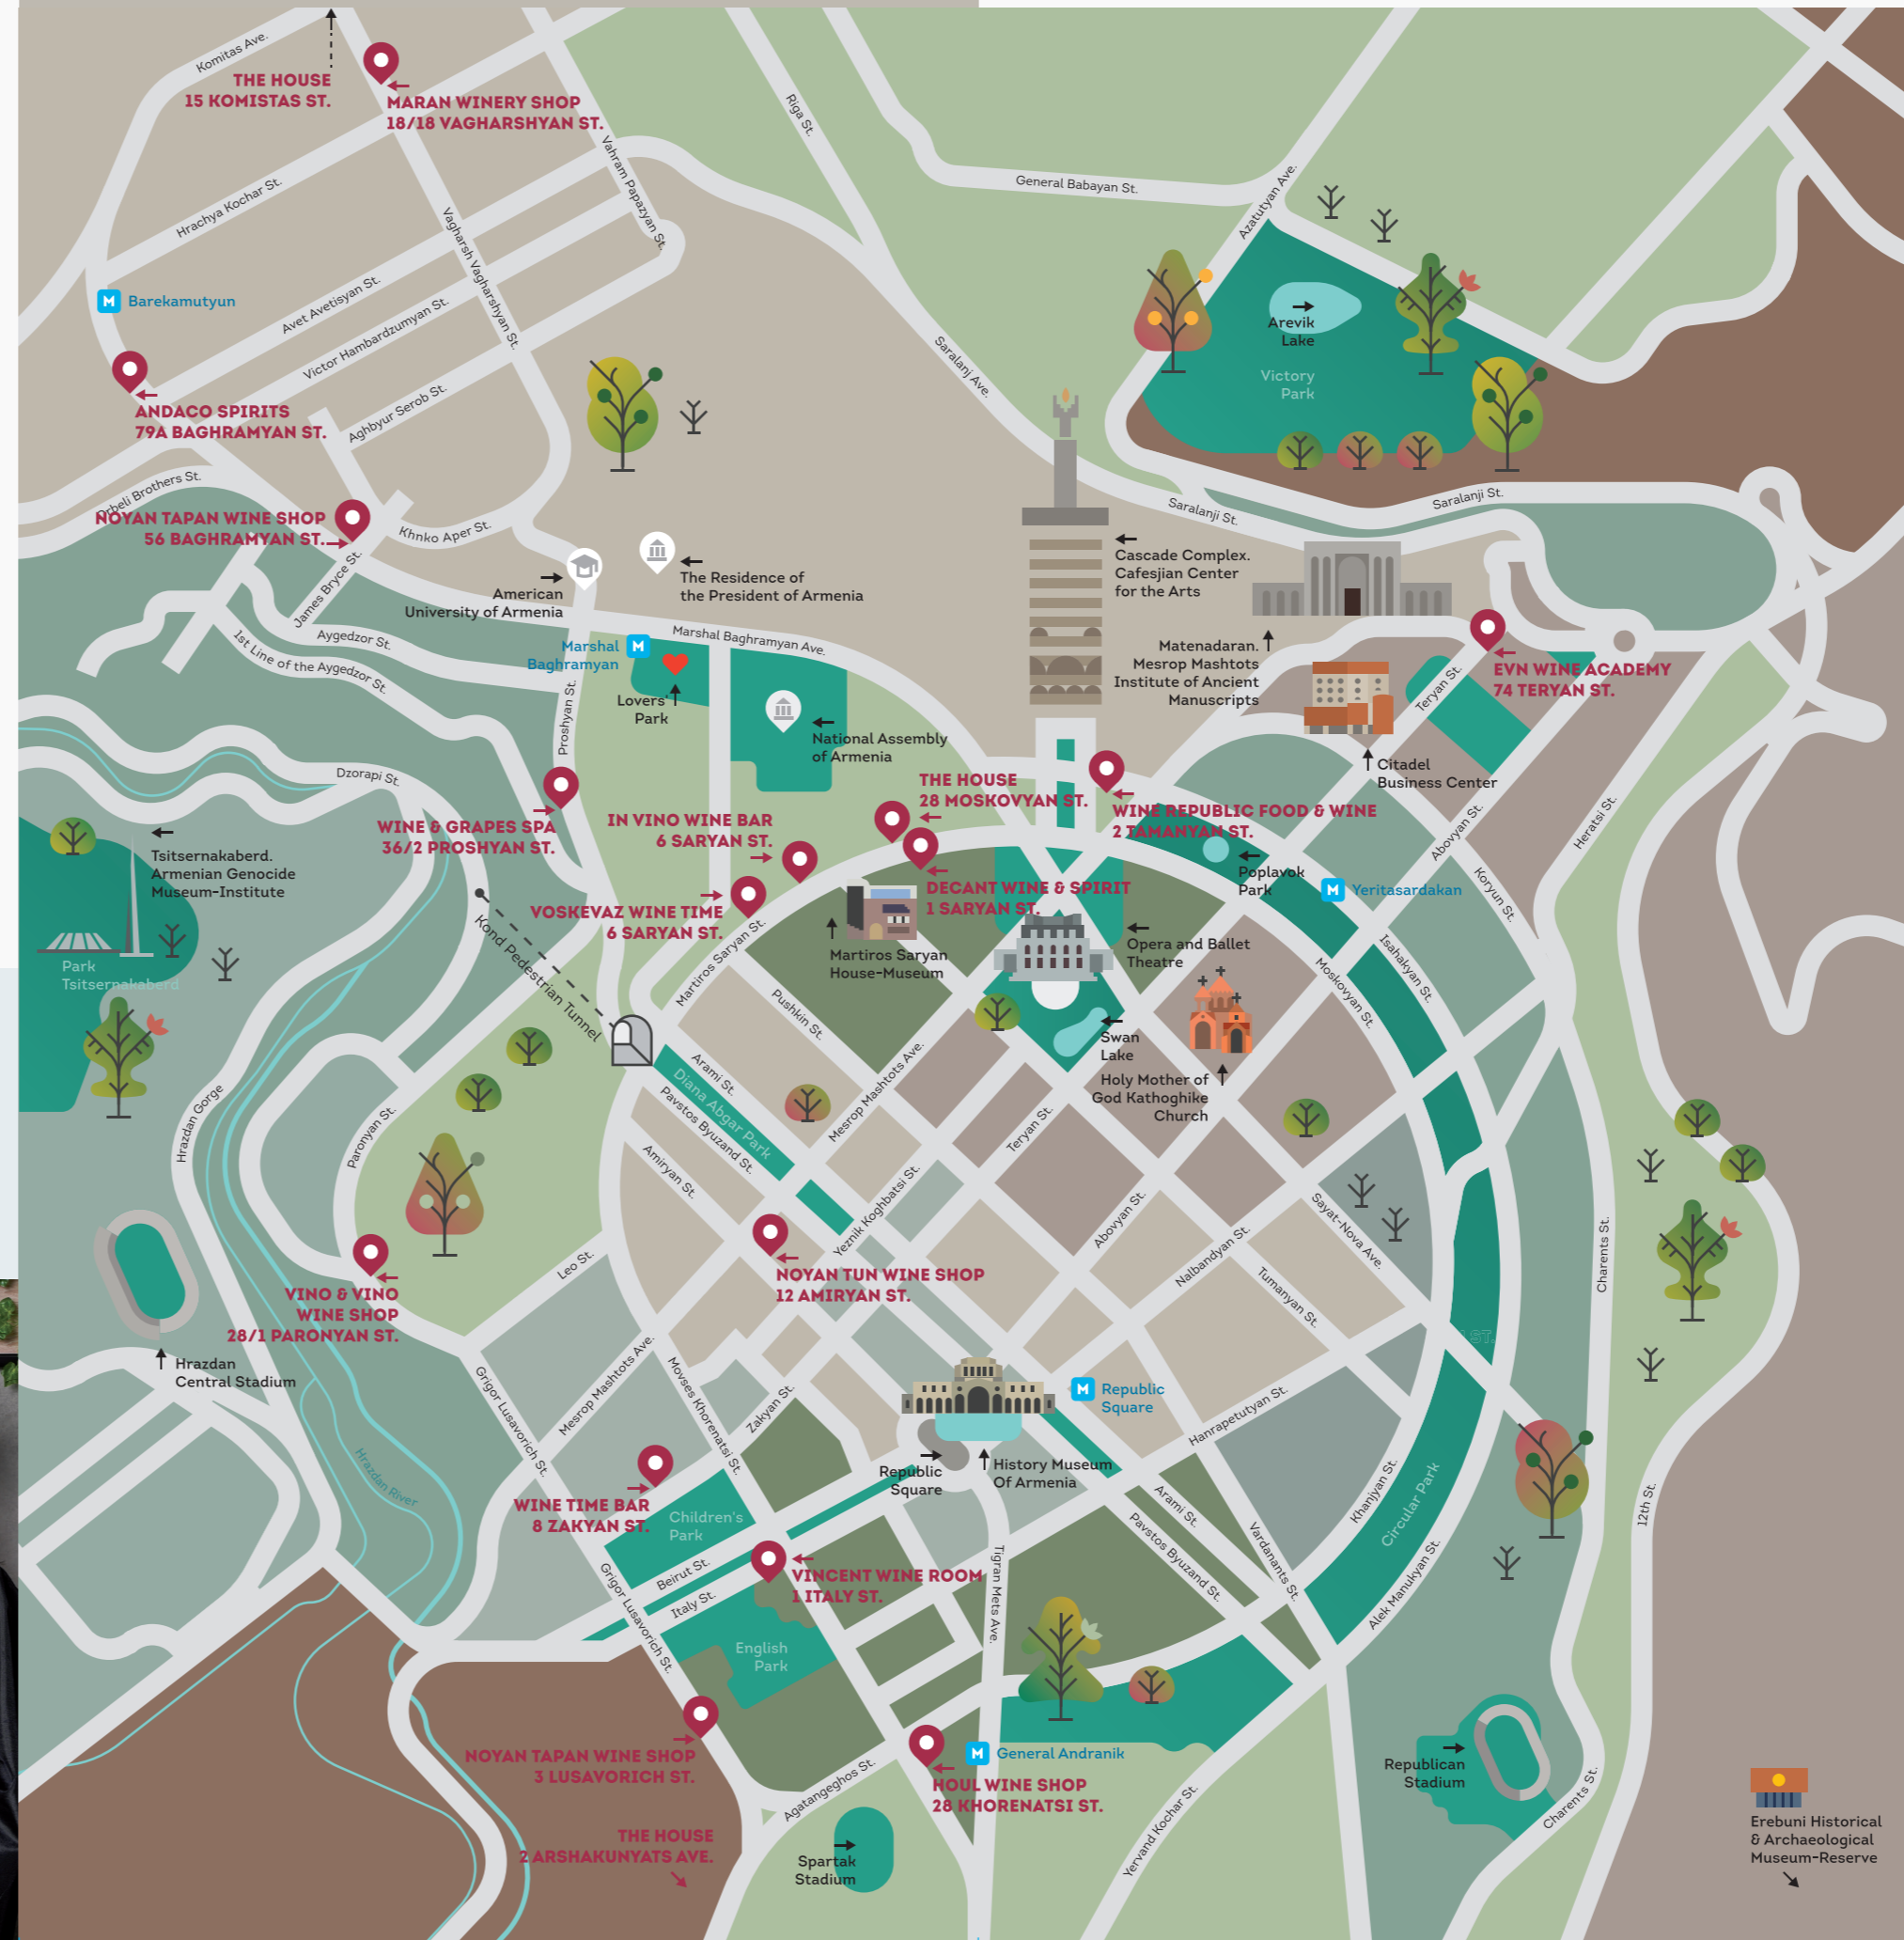 Komitas Ave.
THE HOUSE
15 KOMISTAS ST.
MARAN WINERY SHOP
18/18 VAGHARSHYAN ST.
Riga St.
Vahram Papazyan St.
General Babayan St.
Azatutyan Ave.
Hrachya Kochar St.
Vagharsh Vagharshyan St.
Barekamutyun
Avet Avetisyan St.
Victor Hambardzumyan St.
Aghbyur Serob St.
Saralanj Ave.
Arevik
Lake
Victory
Park
ANDACO SPIRITS
79A BAGHRAMYAN ST.
Orbeli Brothers St.
NOYAN TAPAN WINE SHOP
56 BAGHRAMYAN ST.
Khnko Aper St.
Saralanji St.
Saralanji St.
James Bryce St.
American
University of Armenia
The Residence of
the President of Armenia
Cascade Complex.
Cafesjian Center
for the Arts
Aygedzor St.
1st Line of the Aygedzor St.
Marshal
Baghramyan
M
Marshal Baghramyan Ave.
Matenadaran.
Mesrop Mashtots
Institute of Ancient
Manuscripts
EVN WINE ACADEMY
74 TERYAN ST.
Teryan St.
Lovers'
Park
Proshyan St.
National Assembly
of Armenia
Citadel
Business Center
Dzorapi St.
THE HOUSE
28 MOSKOVYAN ST.
WINE REPUBLIC FOOD & WINE
2 TAMANYAN ST.
WINE & GRAPES SPA
36/2 PROSHYAN ST.
IN VINO WINE BAR
6 SARYAN ST.
Abovyan St.
Heratsi St.
Tsitsernakaberd.
Armenian Genocide
Museum-Institute
Poplavok
Park
M
Yeritasardakan
Koryun St.
DECANT WINE & SPIRIT
1 SARYAN ST.
VOSKEVAZ WINE TIME
6 SARYAN ST.
Kond Pedestrian Tunnel
Martiros Saryan St.
Martiros Saryan
House-Museum
Opera and Ballet
Theatre
Isahakyan St.
Moskovyan St.
Park
Tsitsernakaberd
Pushkin St.
Swan
Lake
Holy Mother of
God Kathoghike
Church
Arami St.
Diana Abgar Park
Pavstos Byuzand St.
Mesrop Mashtots Ave.
Teryan St.
Hrazdan Gorge
Paronyan St.
Amiryan St.
Yeznik Koghbatsi St.
Abovyan St.
Sayat-Nova Ave.
Nalbandyan St.
Tumanyan St.
Charents St.
Leo St.
NOYAN TUN WINE SHOP
12 AMIRYAN ST.
VINO & VINO
WINE SHOP
28/1 PARONYAN ST.
ST.
Hrazdan
Central Stadium
Grigor Lusavorich St.
Mesrop Mashtots Ave.
Movses Khorenatsi St.
Zakyan St.
M
Republic
Square
Hanrapetutyan St.
Republic
Square
History Museum
Of Armenia
Hrazdan River
WINE TIME BAR
8 ZAKYAN ST.
Children's
Park
Arami St.
Pavstos Byuzand St.
Vardanants St.
Khanjyan St.
Circular Park
Alek Manukyan St.
12th St.
Beirut St.
Italy St.
VINCENT WINE ROOM
1 ITALY ST.
Tigran Mets Ave.
Grigor Lusavorich St.
English
Park
NOYAN TAPAN WINE SHOP
3 LUSAVORICH ST.
M
General Andranik
HOUL WINE SHOP
28 KHORENATSI ST.
Agatangeghos St.
Republican
Stadium
Charents St.
THE HOUSE
2 ARSHAKUNYATS AVE.
Spartak
Stadium
Yervand Kochar St.
Erebuni Historical
& Archaeological
Museum-Reserve